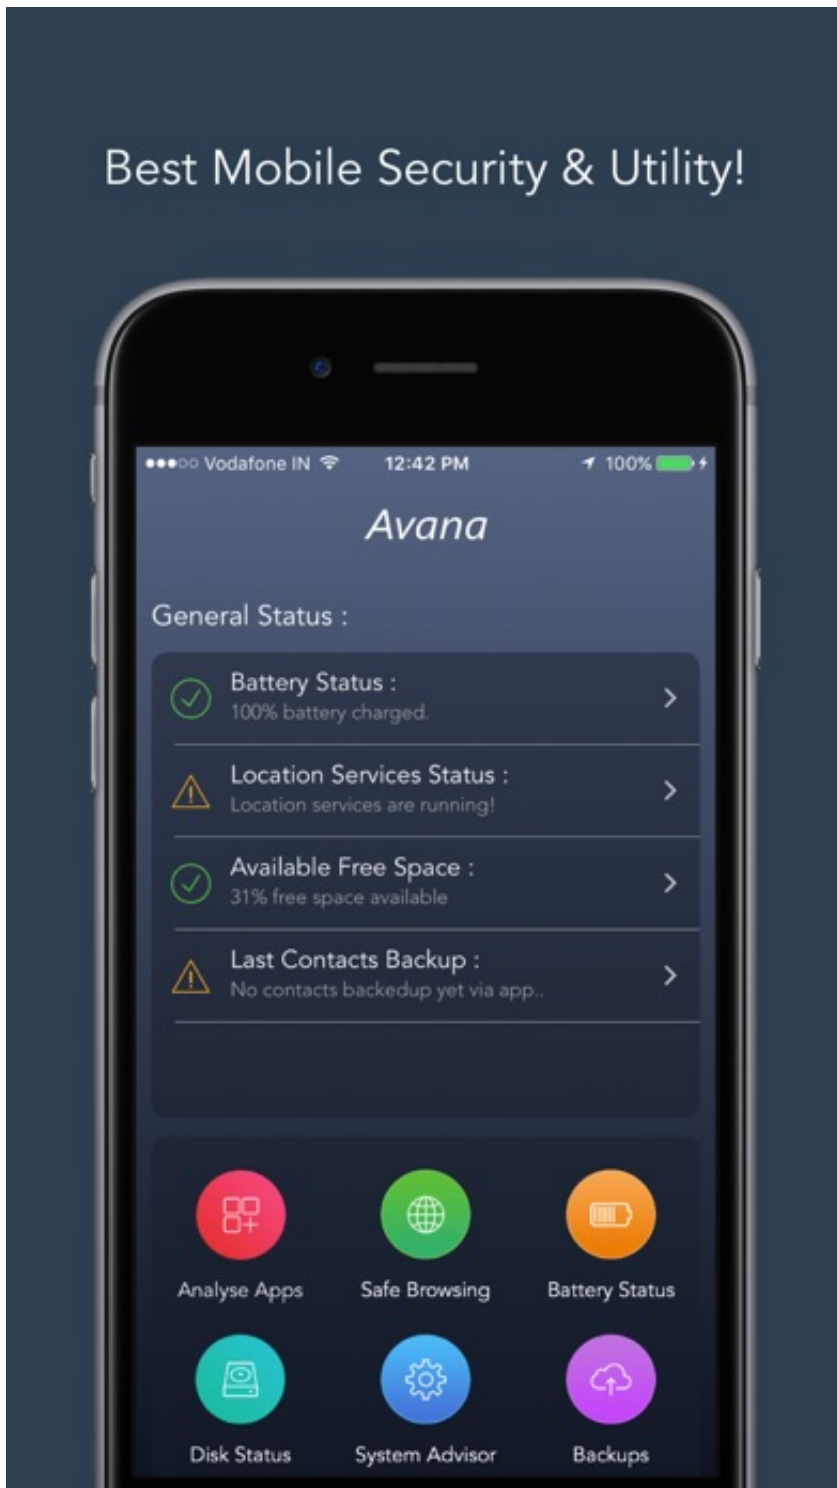 Best Mobile Security & Utility!
Vodafone IN 12:42 PM 100%
Avana
General Status :
Battery Status :
100% battery charged.
Location Services Status :
Location services are running!
Available Free Space :
31% free space available
Last Contacts Backup :
No contacts backedup yet via app..
Analyse Apps Safe Browsing Battery Status
Disk Status System Advisor Backups